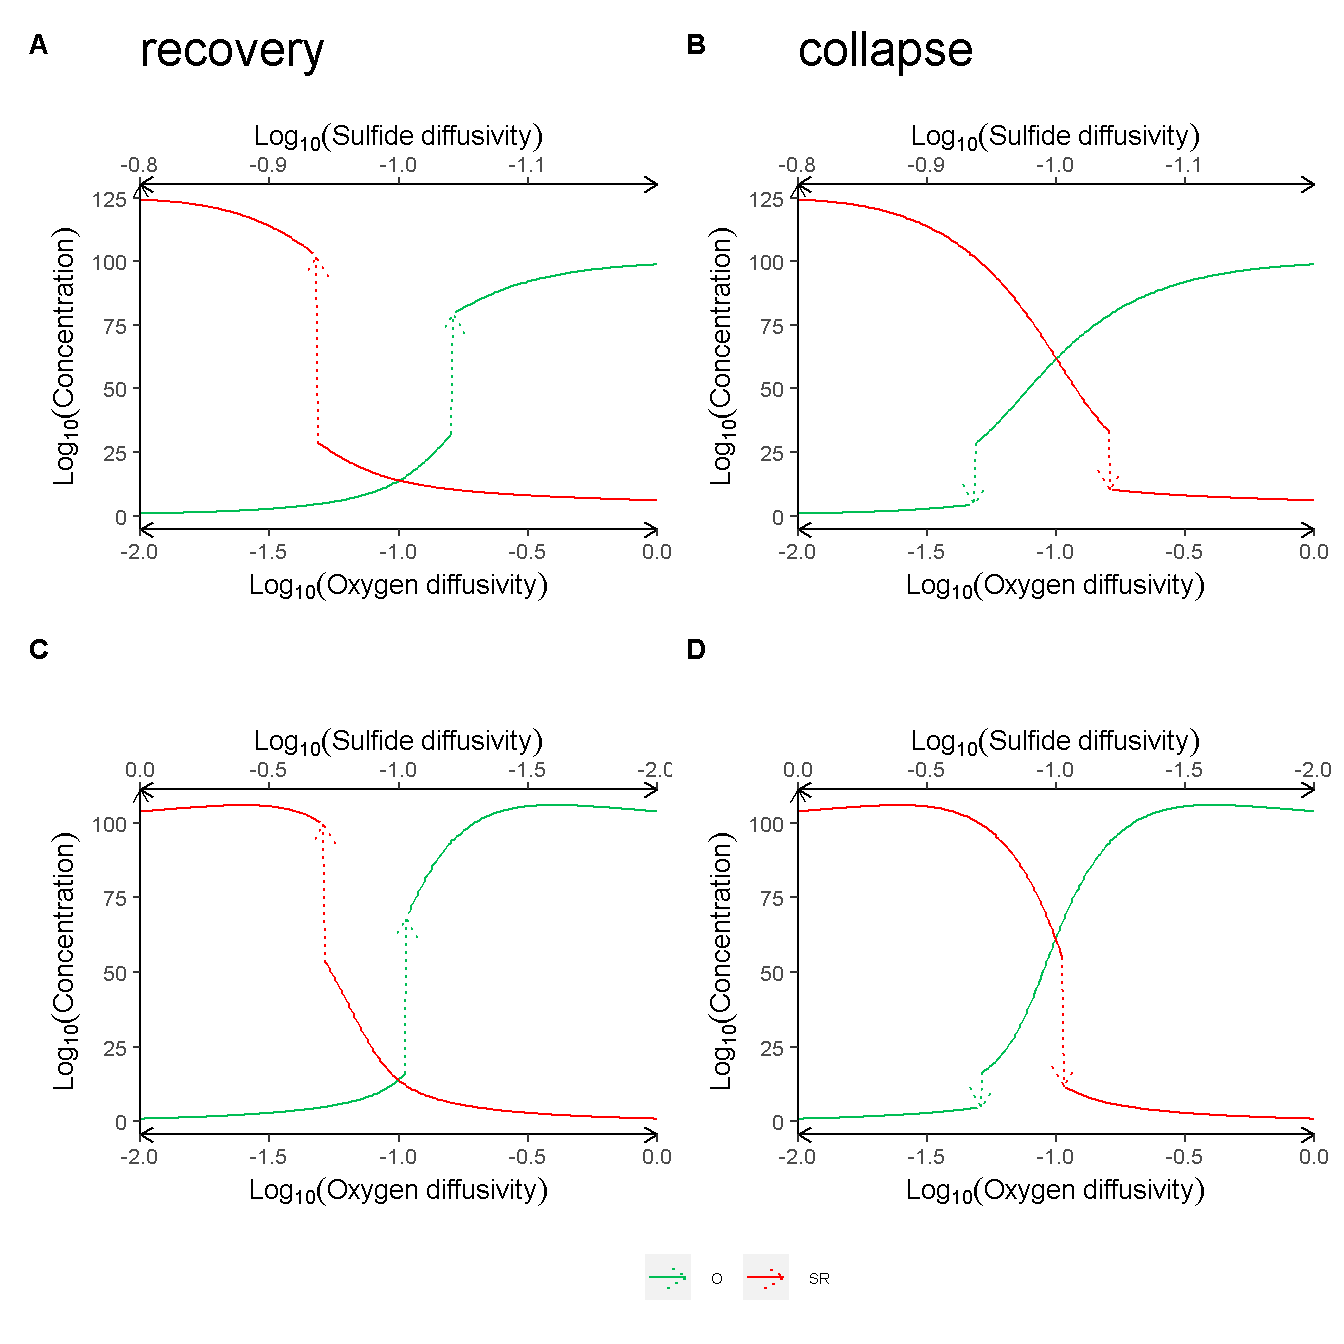 A recovery
Log10(Sulfide diffusivity)
-0.8 -0.9 -1.0 -1.1
125
100
75
50
25
0
Log10(Concentration)
-2.0 -1.5 -1.0 -0.5 0.0
Log10(Oxygen diffusivity)
B collapse
Log10(Sulfide diffusivity)
-0.8 -0.9 -1.0 -1.1
125
100
75
50
25
0
Log10(Concentration)
-2.0 -1.5 -1.0 -0.5 0.0
Log10(Oxygen diffusivity)
C
Log10(Sulfide diffusivity)
0.0 -0.5 -1.0 -1.5 -2.0
100
75
50
25
0
Log10(Concentration)
-2.0 -1.5 -1.0 -0.5 0.0
Log10(Oxygen diffusivity)
D
Log10(Sulfide diffusivity)
0.0 -0.5 -1.0 -1.5 -2.0
100
75
50
25
0
Log10(Concentration)
-2.0 -1.5 -1.0 -0.5 0.0
Log10(Oxygen diffusivity)
O SR